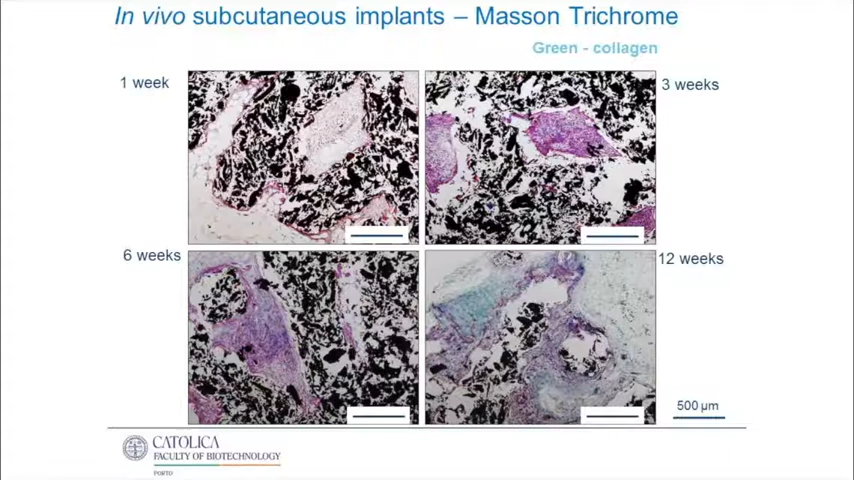 In vivo subcutaneous implants – Masson Trichrome
Green - collagen
1 week
3 weeks
6 weeks
12 weeks
500 µm
CATOLICA
FACULTY OF BIOTECHNOLOGY
PORTO